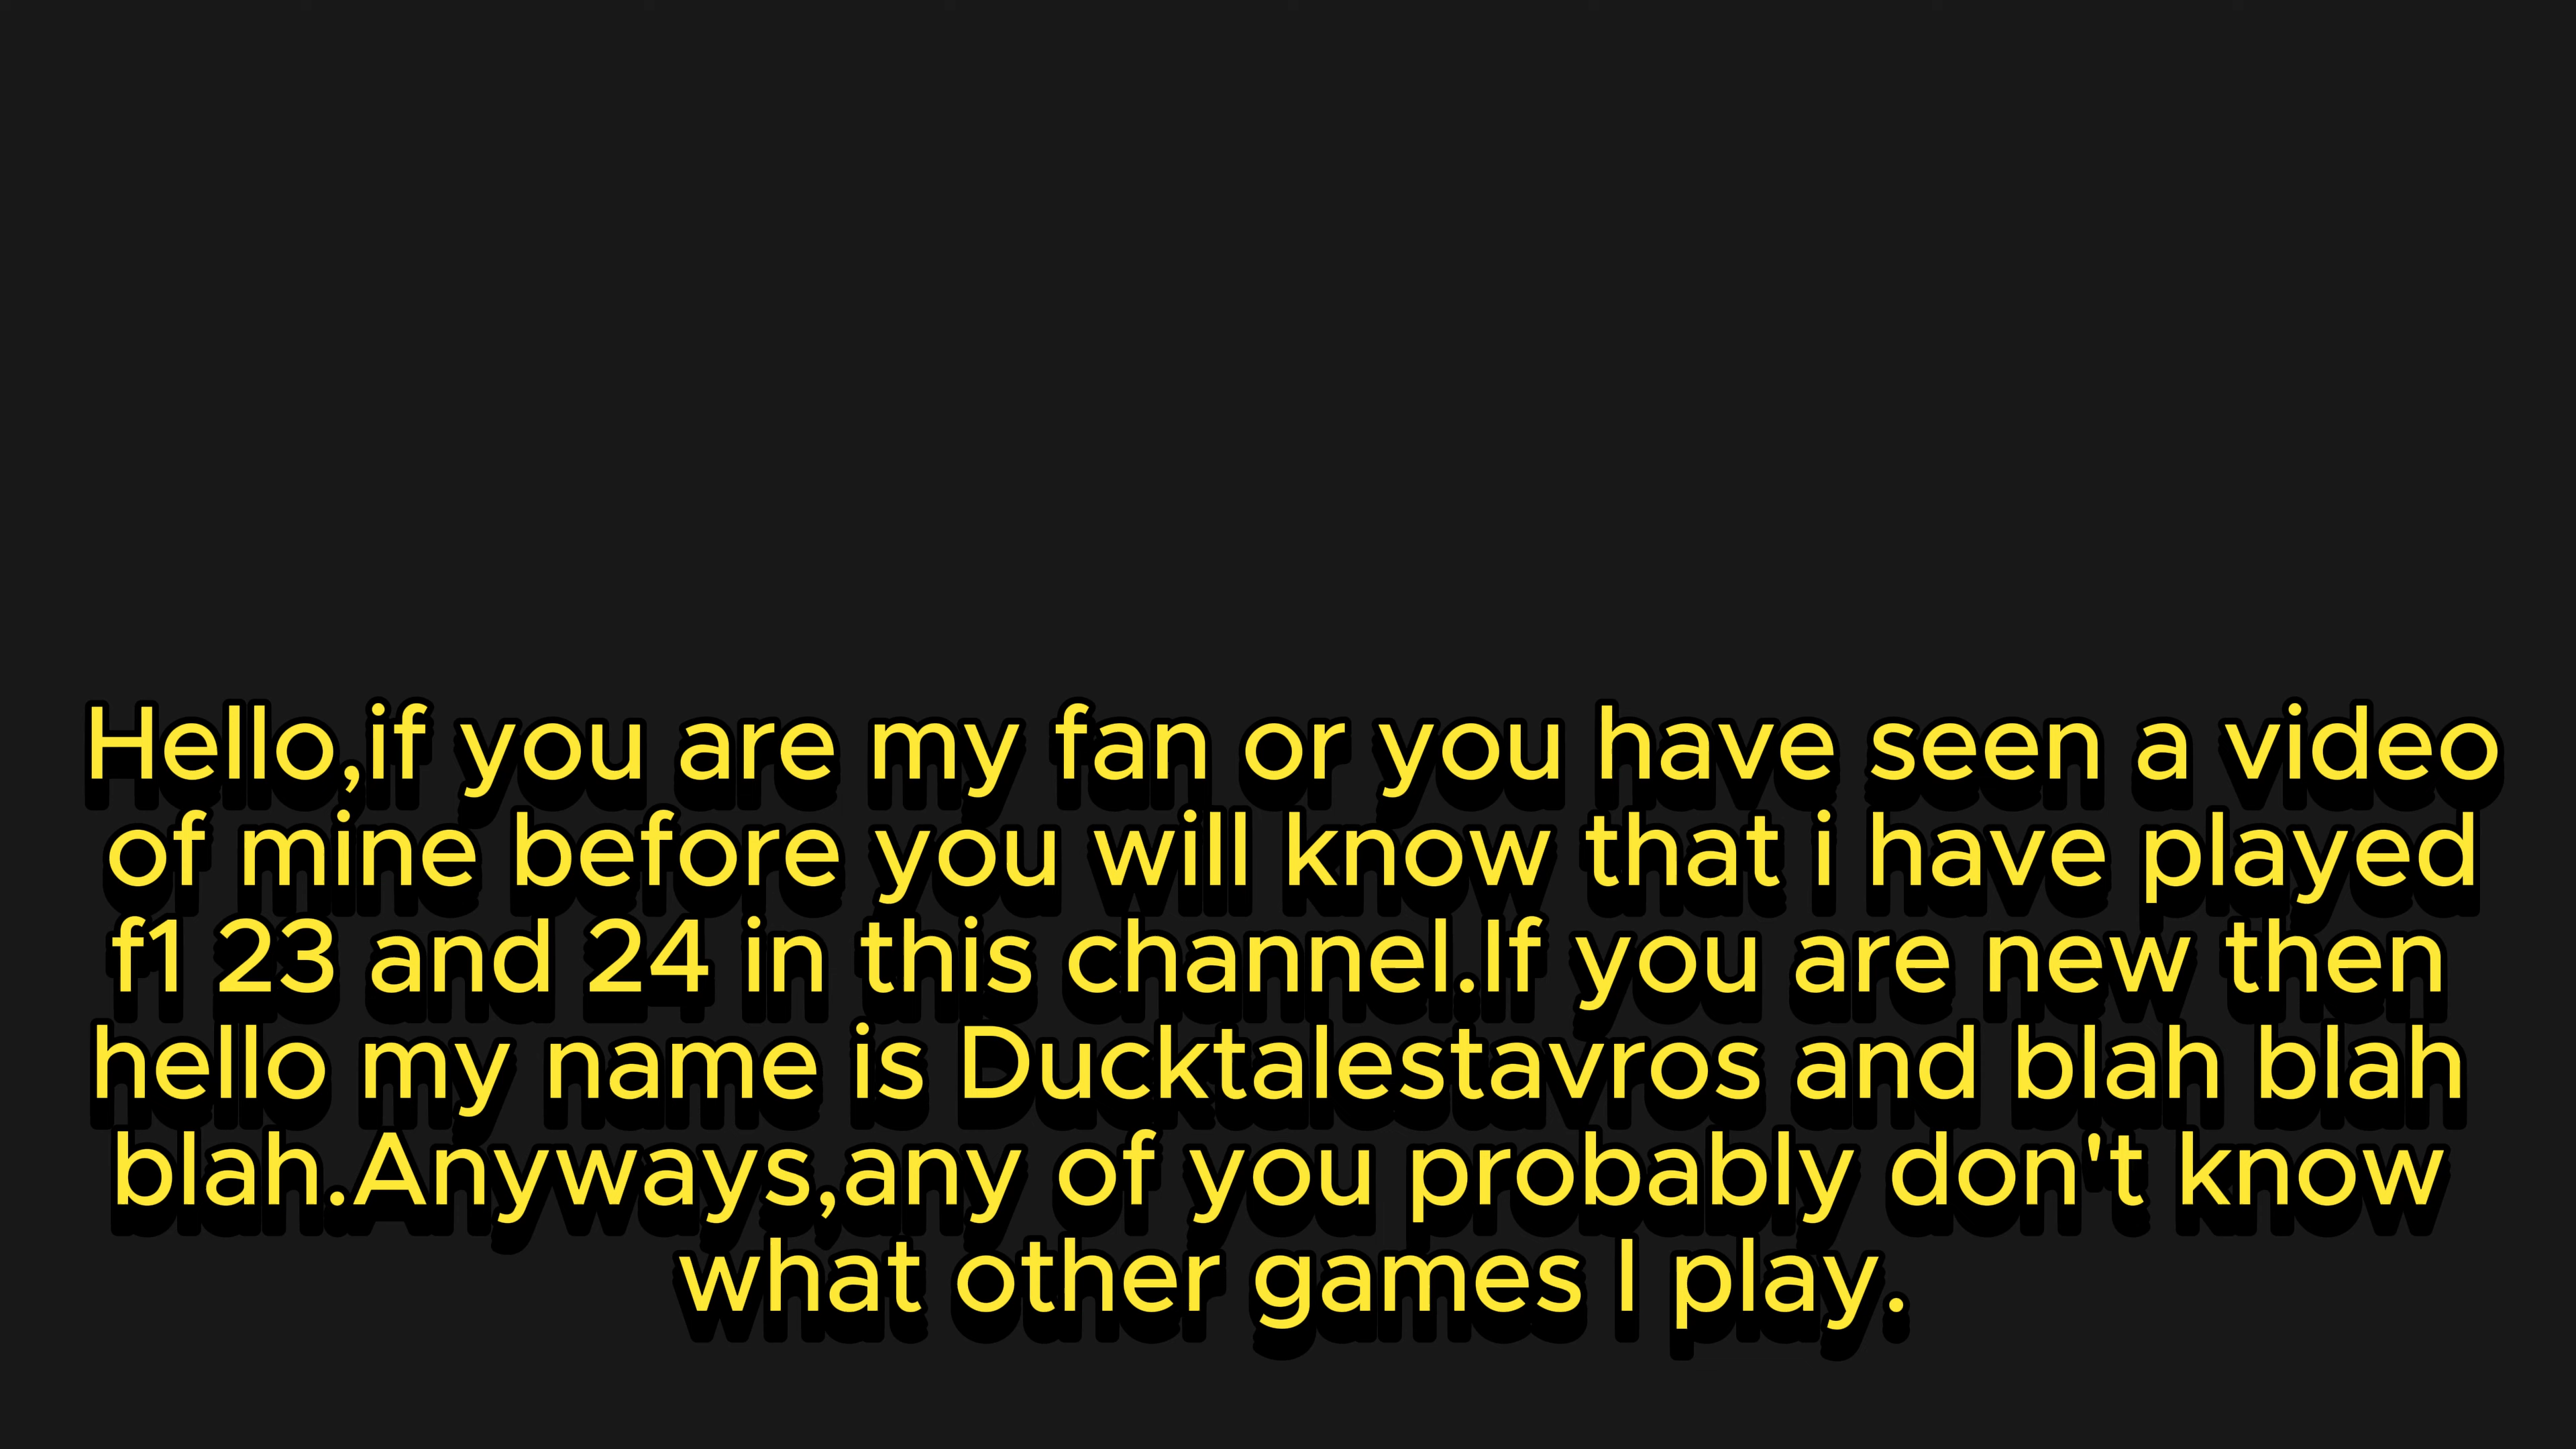 Hello,if you are my fan or you have seen a video
of mine before you will know that i have played
f1 23 and 24 in this channel.If you are new then
hello my name is Ducktalestavros and blah blah
blah.Anyways,any of you probably don't know
what other games I play.